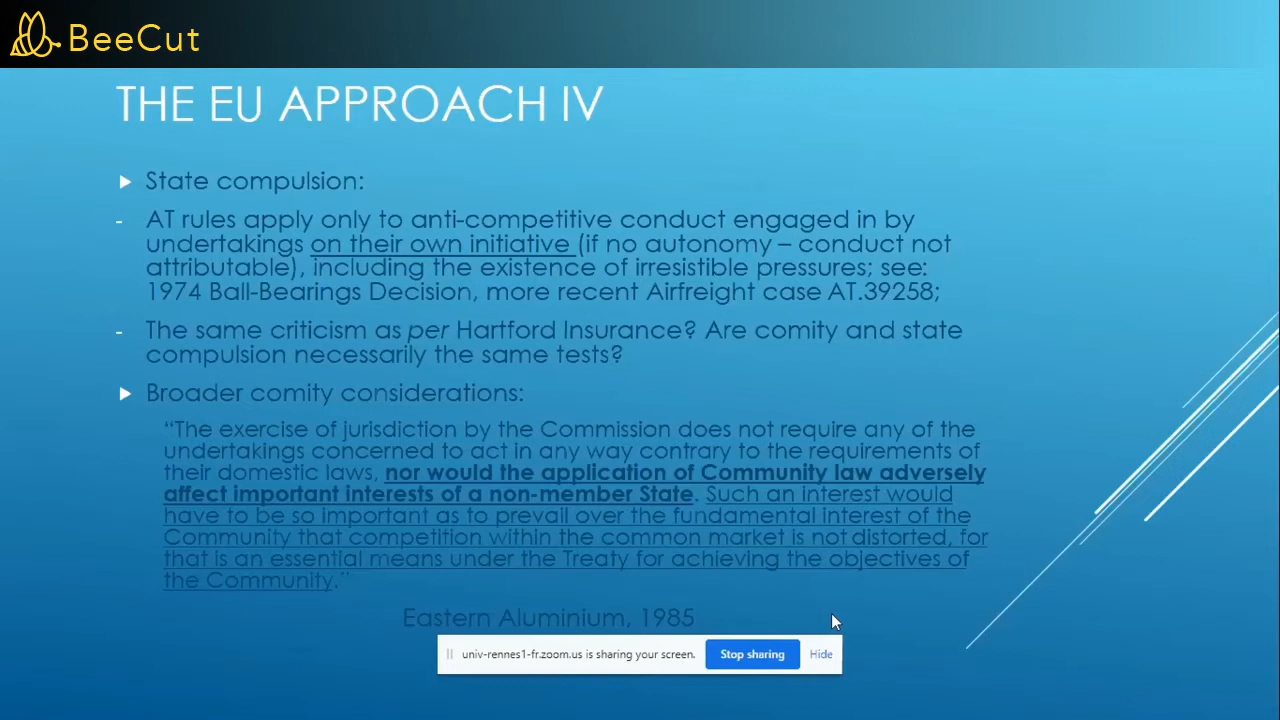 BeeCut
THE EU APPROACH IV
State compulsion:
- AT rules apply only to anti-competitive conduct engaged in by
undertakings on their own initiative (if no autonomy – conduct not
attributable), including the existence of irresistible pressures; see:
1974 Ball-Bearings Decision, more recent Airfreight case AT.39258;
- The same criticism as per Hartford Insurance? Are comity and state
compulsion necessarily the same tests?
Broader comity considerations:
“The exercise of jurisdiction by the Commission does not require any of the
undertakings concerned to act in any way contrary to the requirements of
their domestic laws, nor would the application of Community law adversely
affect important interests of a non-member State. Such an interest would
have to be so important as to prevail over the fundamental interest of the
Community that competition within the common market is not distorted, for
that is an essential means under the Treaty for achieving the objectives of
the Community.”
Eastern Aluminium, 1985
univ-rennes1-fr.zoom.us is sharing your screen. Stop sharing Hide